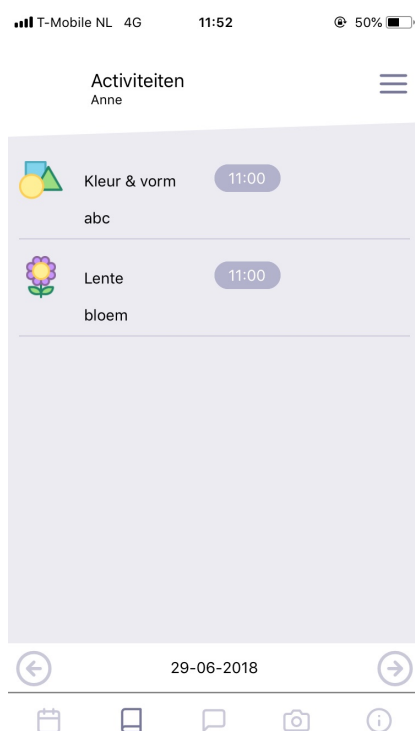 T-Mobile NL 4G 11:52 50%
Activiteiten
Anne
Kleur & vorm 11:00
abc
Lente 11:00
bloem
29-06-2018